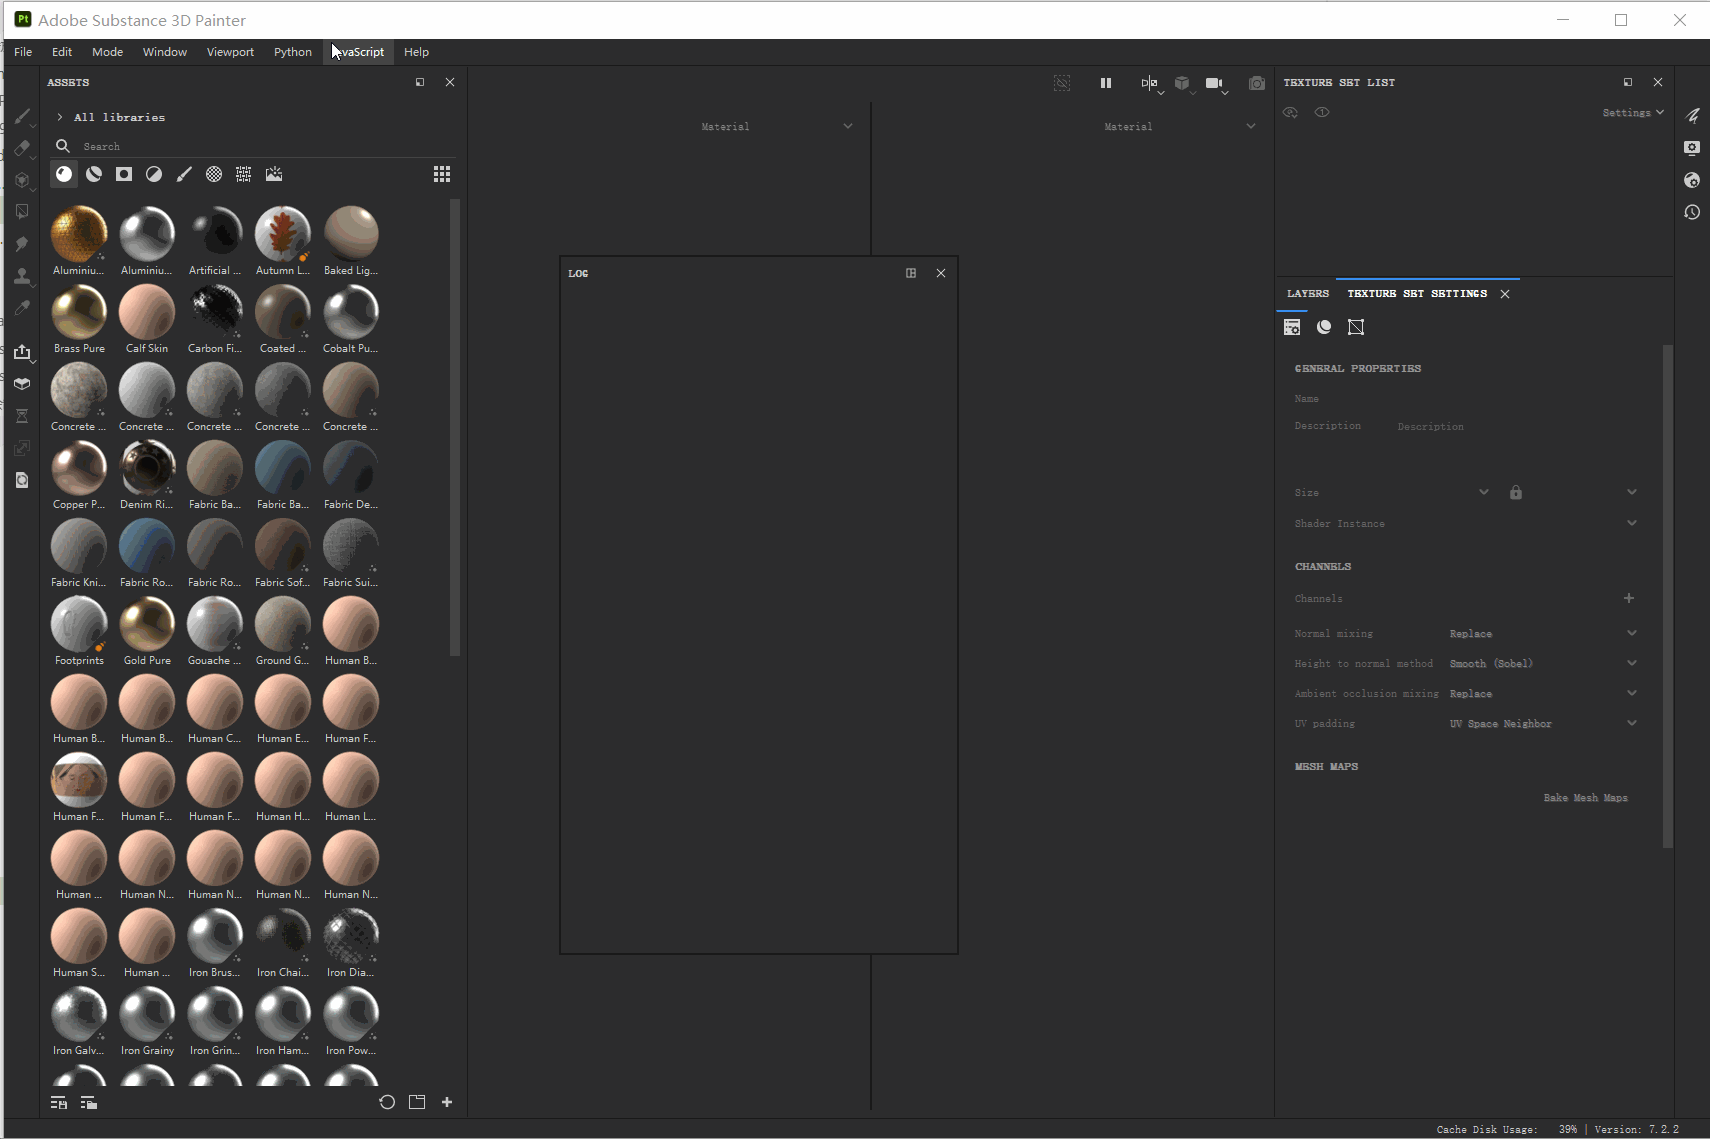 Pt Adobe Substance 3D Painter
File Edit Mode Window Viewport Python vaScript Help
ASSETS
All libraries
Search
Aluminiu... Aluminiu... Artificial ... Autumn L... Baked Lig...
Brass Pure Calf Skin Carbon Fi... Coated ... Cobalt Pu...
Concrete ... Concrete ... Concrete ... Concrete ... Concrete ...
Copper P... Denim Ri... Fabric Ba... Fabric Ba... Fabric De...
Fabric Kni... Fabric Ro... Fabric Ro... Fabric Sof... Fabric Sui...
Footprints Gold Pure Gouache ... Ground G... Human B...
Human B... Human B... Human C... Human E... Human F...
Human F... Human F... Human F... Human H... Human L...
Human ... Human N... Human N... Human N... Human N...
Human S... Human ... Iron Brus... Iron Chai... Iron Dia...
Iron Galv... Iron Grainy Iron Grin... Iron Ham... Iron Pow...
Material
Material
LOG
TEXTURE SET LIST
Settings
LAYERS TEXTURE SET SETTINGS
GENERAL PROPERTIES
Name
Description Description
Size
Shader Instance
CHANNELS
Channels
Normal mixing Replace
Height to normal method Smooth (Sobel)
Ambient occlusion mixing Replace
UV padding UV Space Neighbor
MESH MAPS
Bake Mesh Maps
Cache Disk Usage: 39% | Version: 7.2.2